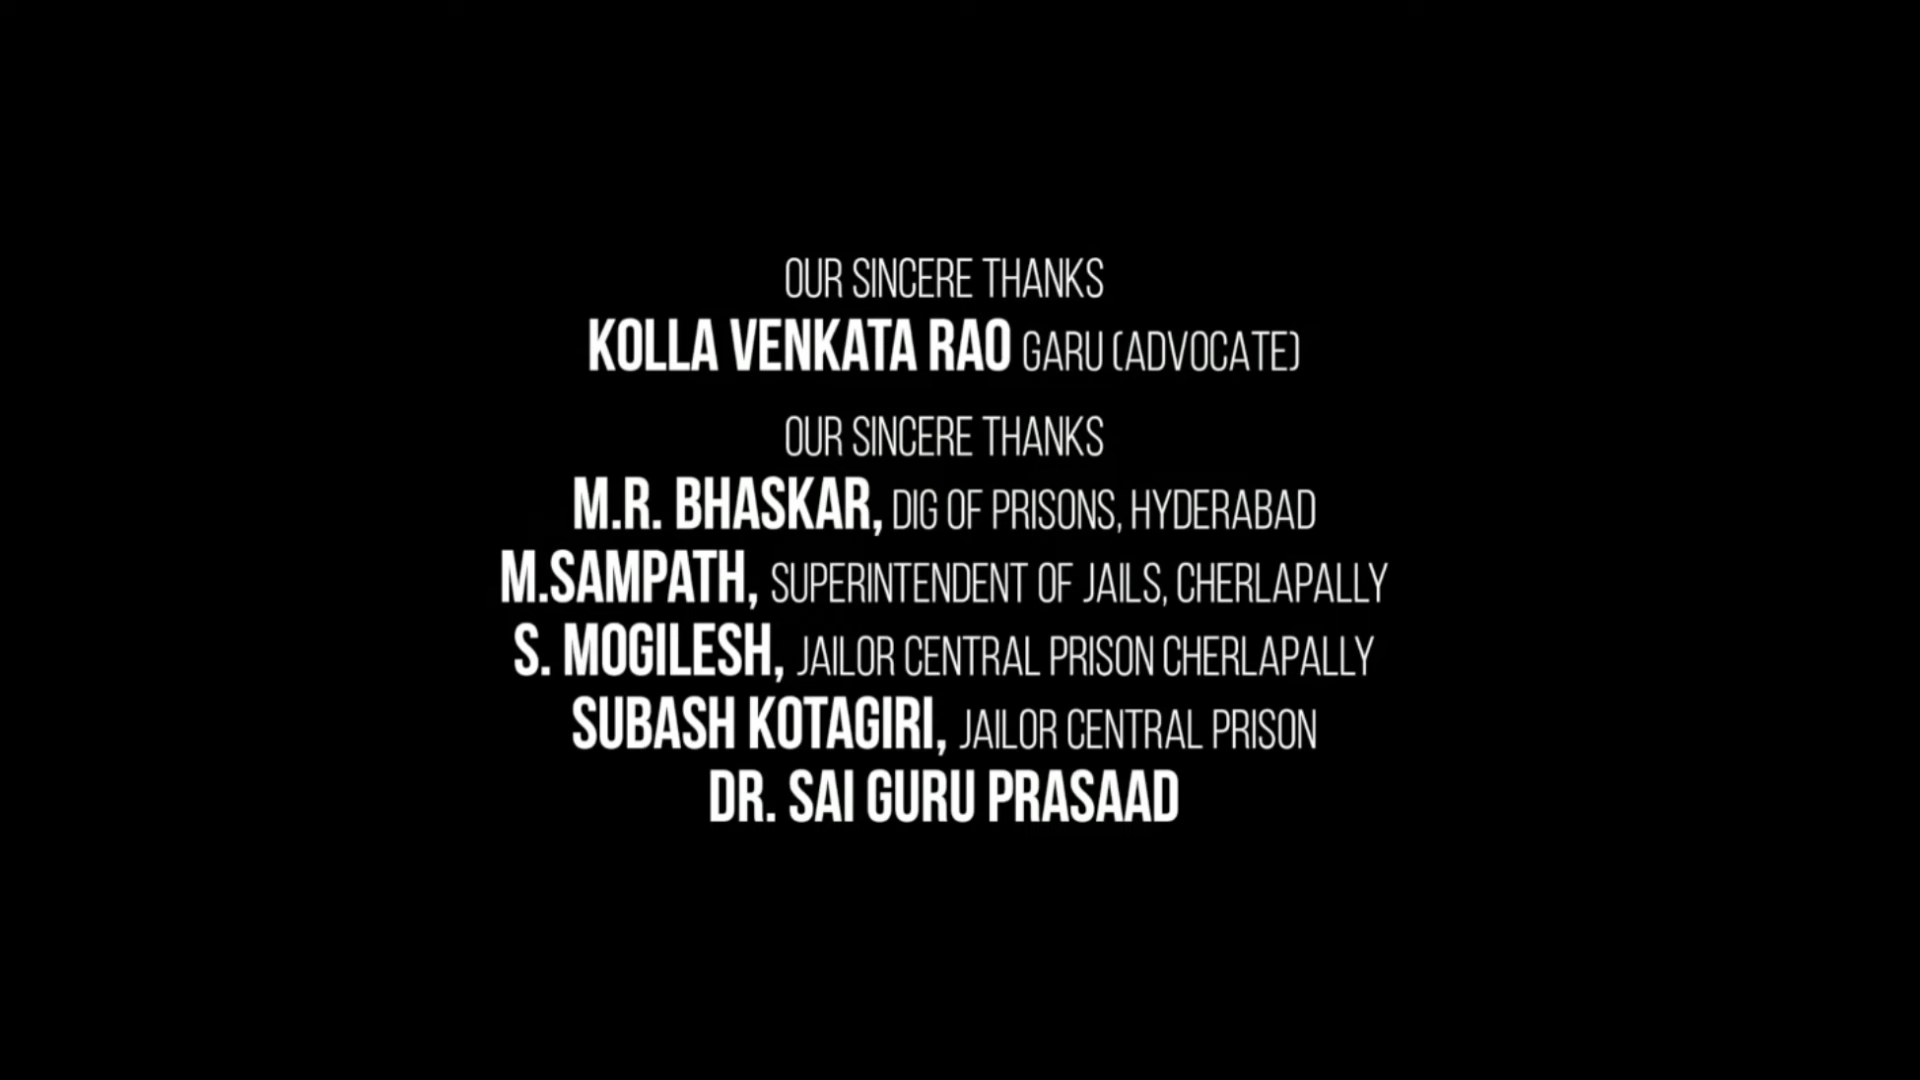 OUR SINCERE THANKS
KOLLA VENKATA RAO GARU (ADVOCATE)
OUR SINCERE THANKS
M.R. BHASKAR, DIG OF PRISONS, HYDERABAD
M.SAMPATH, SUPERINTENDENT OF JAILS, CHERLAPALLY
S. MOGILESH, JAILOR CENTRAL PRISON CHERLAPALLY
SUBASH KOTAGIRI, JAILOR CENTRAL PRISON
DR. SAI GURU PRASAAD